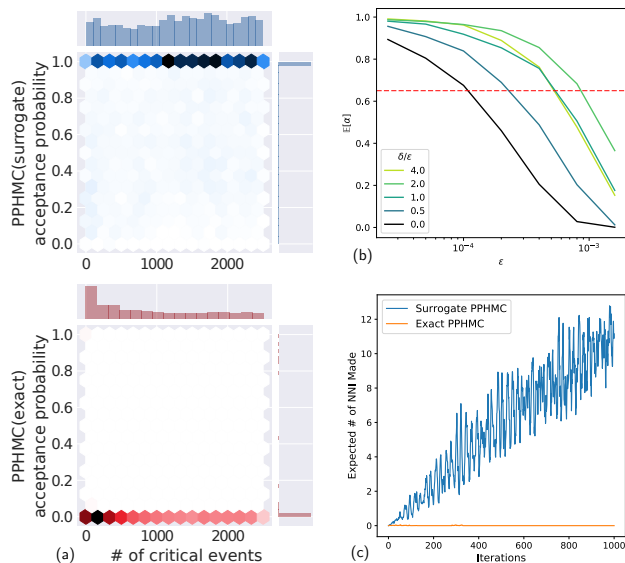 PPHMC(surrogate)
acceptance probability
1.0
0.8
0.6
0.4
0.2
0.0
0
1000
2000
PPHMC(exact)
acceptance probability
1.0
0.8
0.6
0.4
0.2
0.0
0
1000
2000
(a)
# of critical events
𝔼[α]
1.0
0.8
0.6
0.4
0.2
0.0
δ/ε
4.0
2.0
1.0
0.5
0.0
10⁻⁴
10⁻³
(b)
ε
Expected # of NNI Made
12
10
8
6
4
2
0
Surrogate PPHMC
Exact PPHMC
0
200
400
600
800
1000
(c)
Iterations